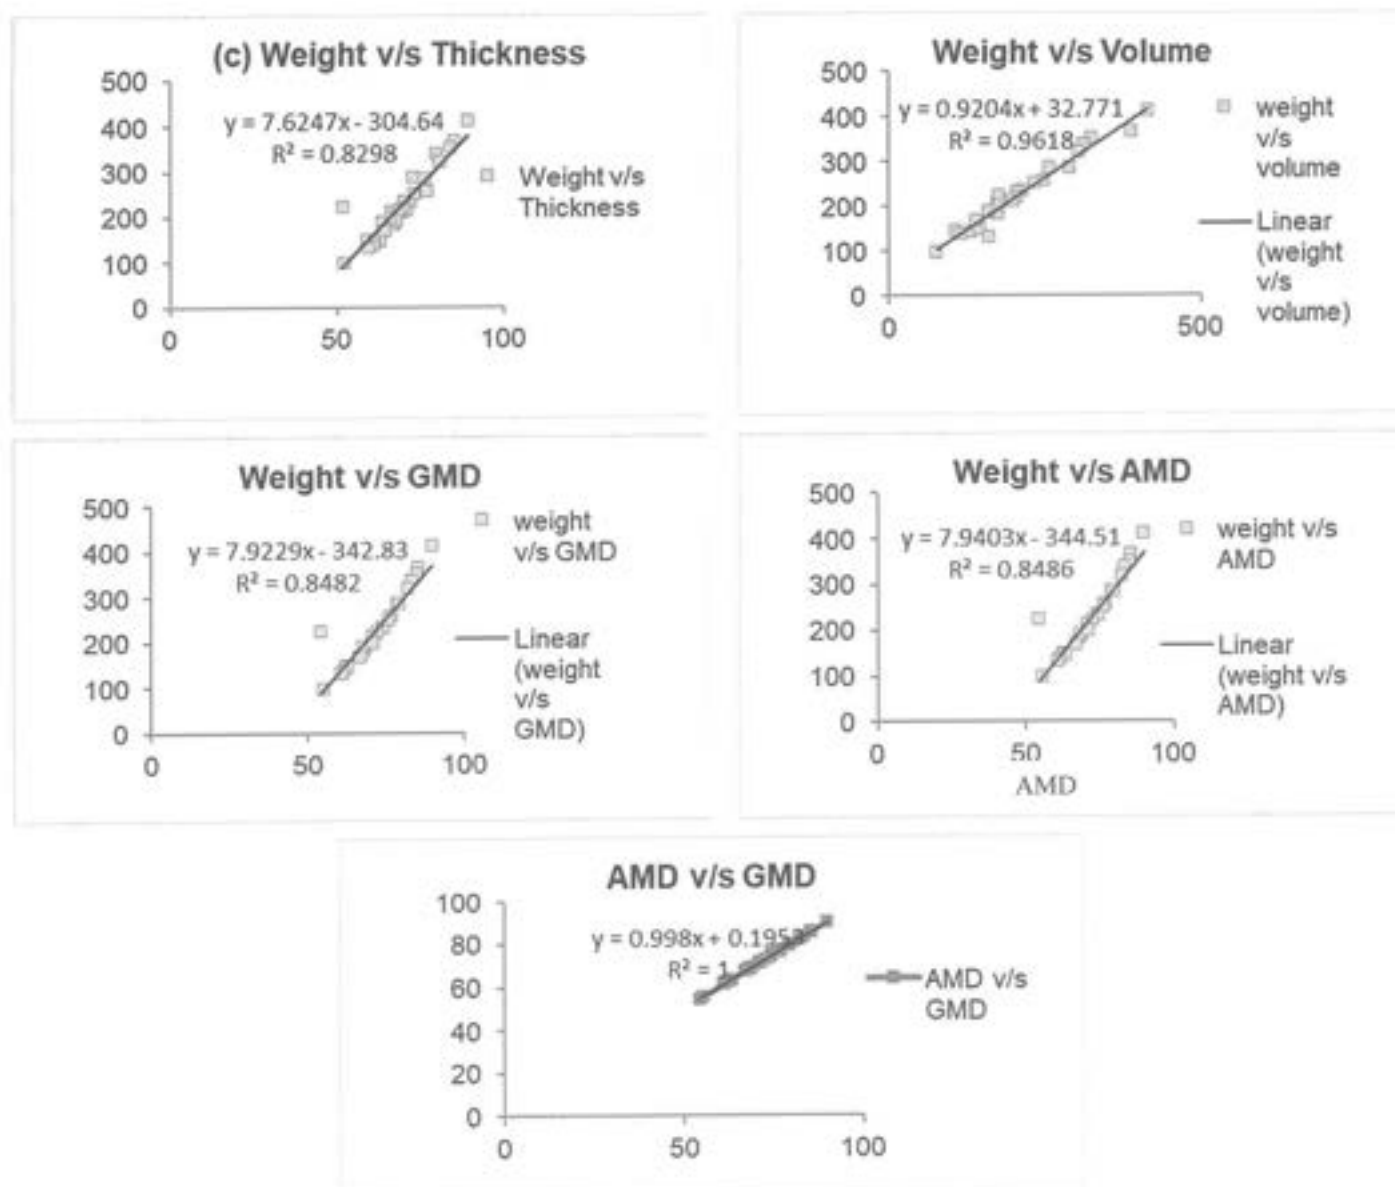 (c) Weight v/s Thickness
500
400
300
200
100
0
0
50
100
y = 7.6247x - 304.64
R² = 0.8298
Weight v/s
Thickness
Weight v/s Volume
500
400
300
200
100
0
0
500
y = 0.9204x + 32.771
R² = 0.9618
weight
v/s
volume
Linear
(weight
v/s
volume)
Weight v/s GMD
500
400
300
200
100
0
0
50
100
y = 7.9229x - 342.83
R² = 0.8482
weight
v/s GMD
Linear
(weight
v/s
GMD)
Weight v/s AMD
500
400
300
200
100
0
0
50
100
AMD
y = 7.9403x - 344.51
R² = 0.8486
weight v/s
AMD
Linear
(weight v/s
AMD)
AMD v/s GMD
100
80
60
40
20
0
0
50
100
y = 0.998x + 0.195
R² = 1
AMD v/s
GMD